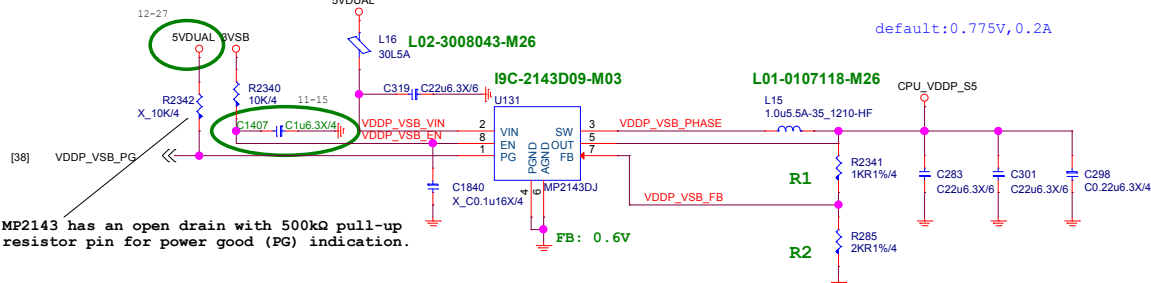 12-27
5VDUAL
5VDUAL
3VSB
L16
30L5A
L02-3008043-M26
default:0.775V,0.2A
R2342
X_10K/4
R2340
10K/4
11-15
C1407
C1u6.3X/4
C319
C22u6.3X/6
I9C-2143D09-M03
U131
L01-0107118-M26
L15
1.0u5.5A-35_1210-HF
CPU_VDDP_S5
VDDP_VSB_VIN
VDDP_VSB_EN
2
8
1
VIN
EN
PG
SW
OUT
FB
3
5
7
VDDP_VSB_PHASE
[38]
VDDP_VSB_PG
PGND
AGND
4
6
MP2143DJ
C1840
X_C0.1u16X/4
VDDP_VSB_FB
R1
R2341
1KR1%/4
C283
C22u6.3X/6
C301
C22u6.3X/6
C298
C0.22u6.3X/4
MP2143 has an open drain with 500kΩ pull-up
resistor pin for power good (PG) indication.
FB: 0.6V
R2
R285
2KR1%/4